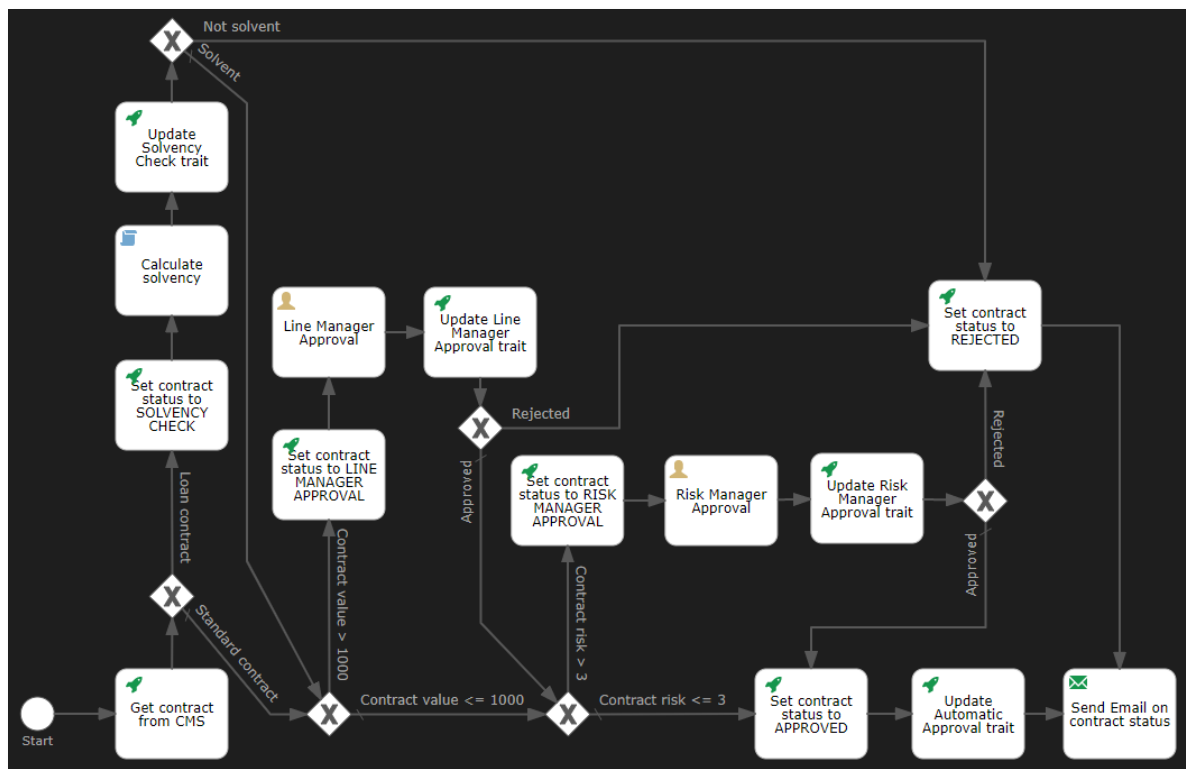 Not solvent
Solvent
Update
Solvency
Check trait
Calculate
solvency
Set contract
status to
SOLVENCY
CHECK
Loan contract
Standard contract
Get contract
from CMS
Start
Line Manager
Approval
Update Line
Manager
Approval trait
Set contract
status to LINE
MANAGER
APPROVAL
Contract value > 1000
Contract value <= 1000
Rejected
Approved
Set contract
status to RISK
MANAGER
APPROVAL
Risk Manager
Approval
Update Risk
Manager
Approval trait
Contract risk > 3
Contract risk <= 3
Rejected
Approved
Set contract
status to
REJECTED
Set contract
status to
APPROVED
Update
Automatic
Approval trait
Send Email on
contract status